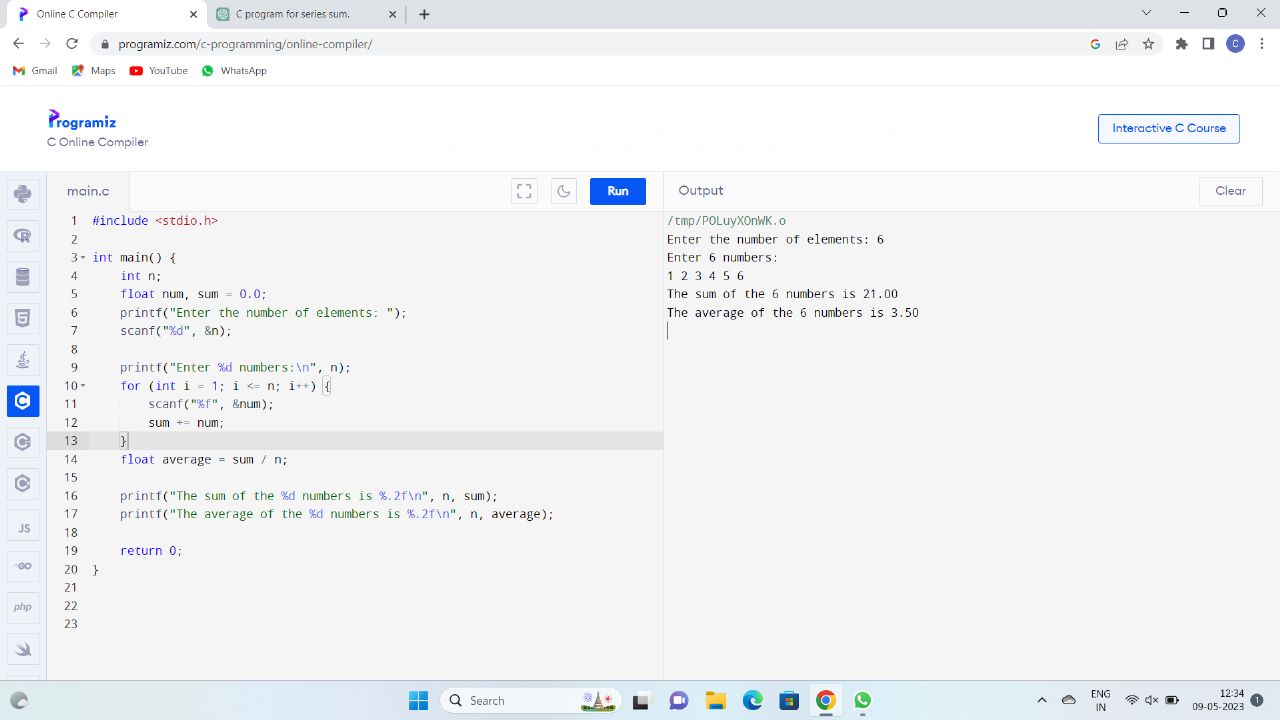 Online C Compiler
C program for series sum.
programiz.com/c-programming/online-compiler/
Gmail
Maps
YouTube
WhatsApp
Programiz
C Online Compiler
Interactive C Course
main.c
Run
Output
Clear
1 #include <stdio.h>
2
3 int main() {
4 int n;
5 float num, sum = 0.0;
6 printf("Enter the number of elements: ");
7 scanf("%d", &n);
8
9 printf("Enter %d numbers:\n", n);
10 for (int i = 1; i <= n; i++) {
11 scanf("%f", &num);
12 sum += num;
13 }
14 float average = sum / n;
15
16 printf("The sum of the %d numbers is %.2f\n", n, sum);
17 printf("The average of the %d numbers is %.2f\n", n, average);
18
19 return 0;
20 }
21
22
23
/tmp/POLuyXOnWK.o
Enter the number of elements: 6
Enter 6 numbers:
1 2 3 4 5 6
The sum of the 6 numbers is 21.00
The average of the 6 numbers is 3.50
JS
GO
php
Search
ENG
IN
12:34
09-05-2023
1